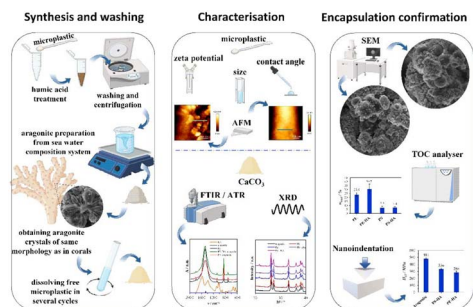 Synthesis and washing
microplastic
humic acid
treatment
washing and
centrifugation
aragonite preparation
from sea water
composition system
obtaining aragonite
crystals of same
morphology as in corals
dissolving free
microplastic in
several cycles
Characterisation
microplastic
zeta potential
size
contact angle
AFM
CaCO3
FTIR / ATR
XRD
Encapsulation confirmation
SEM
TOC analyser
Nanoindentation